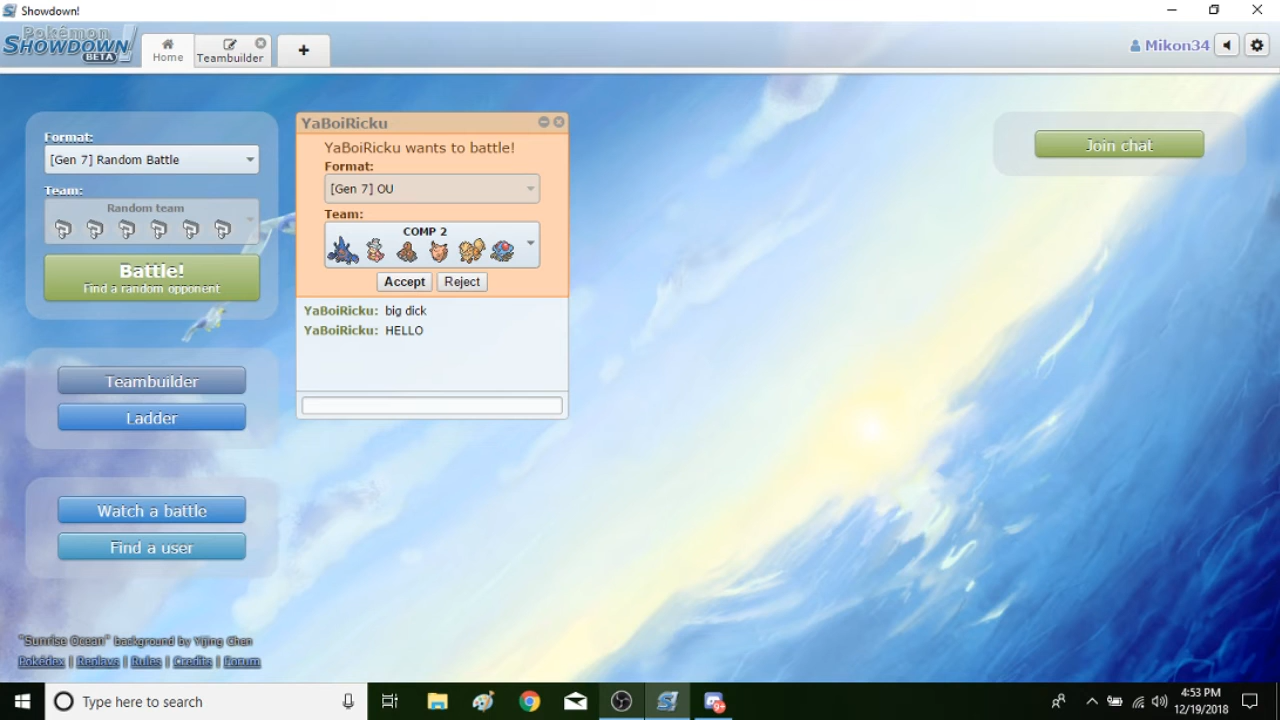 Showdown!
Pokémon
SHOWDOWN!
BETA
Home
Teambuilder
+
Mikon34
Format:
[Gen 7] Random Battle
Team:
Random team
Battle!
Find a random opponent
Teambuilder
Ladder
Watch a battle
Find a user
YaBoiRicku
YaBoiRicku wants to battle!
Format:
[Gen 7] OU
Team:
COMP 2
Accept Reject
YaBoiRicku: big dick
YaBoiRicku: HELLO
Join chat
"Sunrise Ocean" background by Yijing Chen
Pokédex | Replays | Rules | Credits | Forum
Type here to search
9+
4:53 PM
12/19/2018